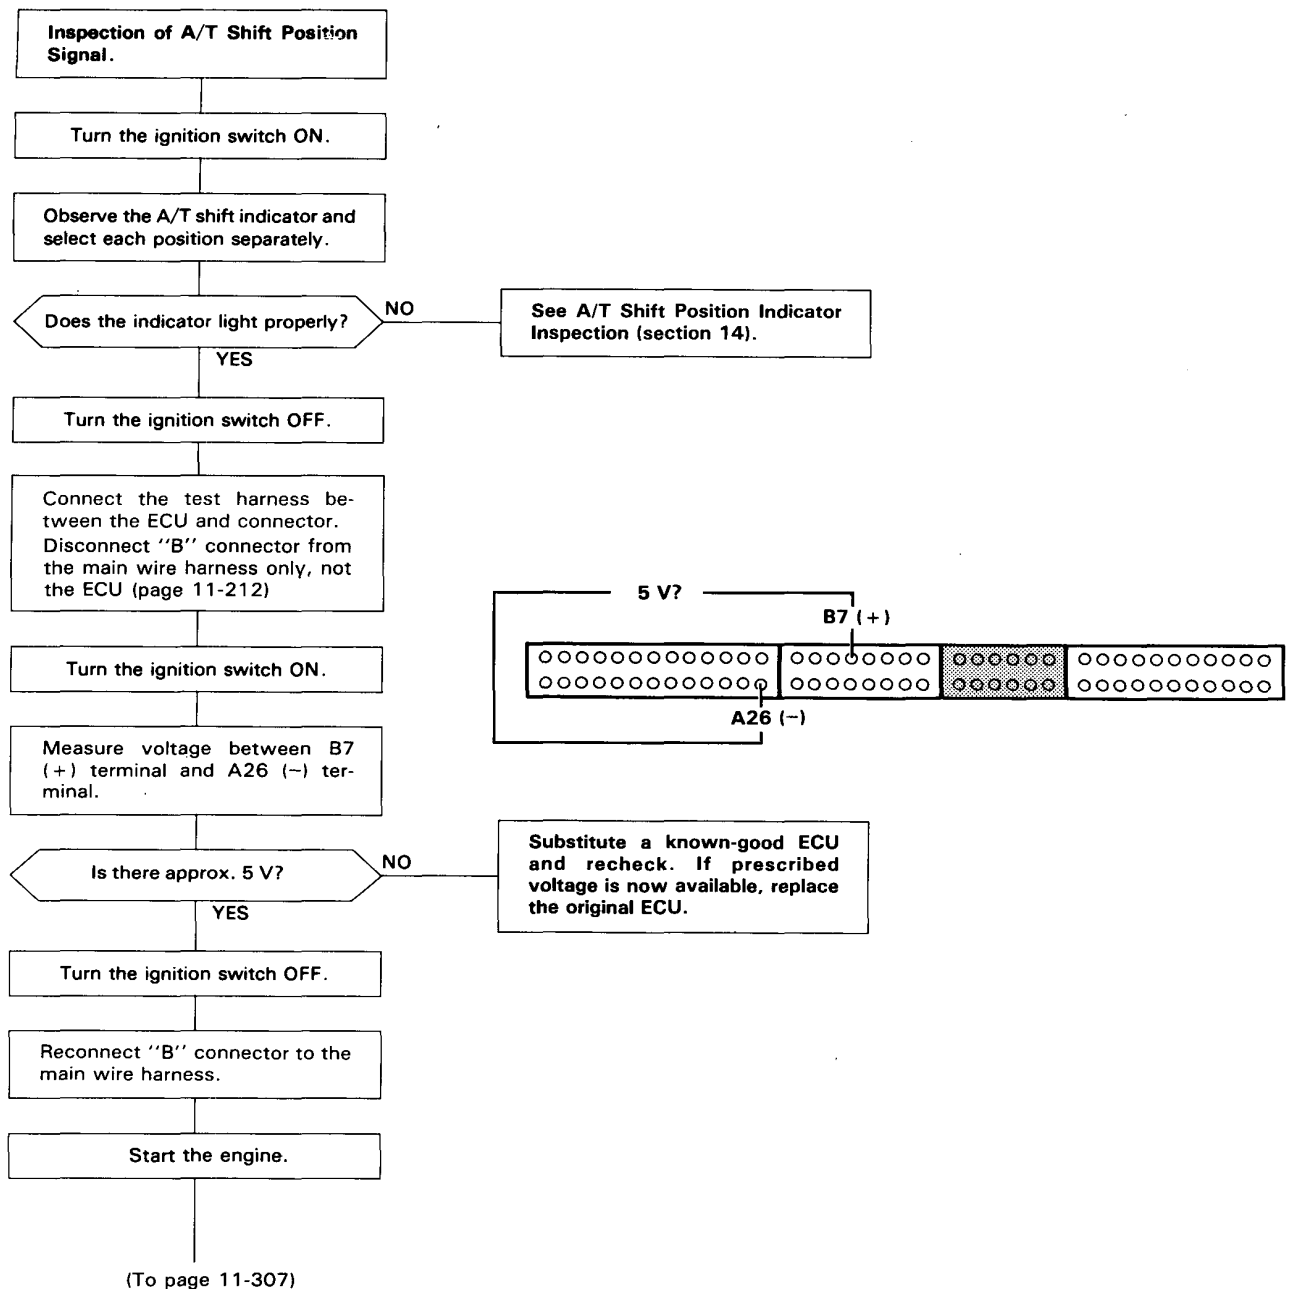 Inspection of A/T Shift Position
Signal.
Turn the ignition switch ON.
Observe the A/T shift indicator and
select each position separately.
Does the indicator light properly?
NO
See A/T Shift Position Indicator
Inspection (section 14).
YES
Turn the ignition switch OFF.
Connect the test harness be-
tween the ECU and connector.
Disconnect ''B'' connector from
the main wire harness only, not
the ECU (page 11-212)
5 V?
B7 (+)
A26 (−)
Turn the ignition switch ON.
Measure voltage between B7
(+) terminal and A26 (−) ter-
minal.
Is there approx. 5 V?
NO
Substitute a known-good ECU
and recheck. If prescribed
voltage is now available, replace
the original ECU.
YES
Turn the ignition switch OFF.
Reconnect ''B'' connector to the
main wire harness.
Start the engine.
(To page 11-307)